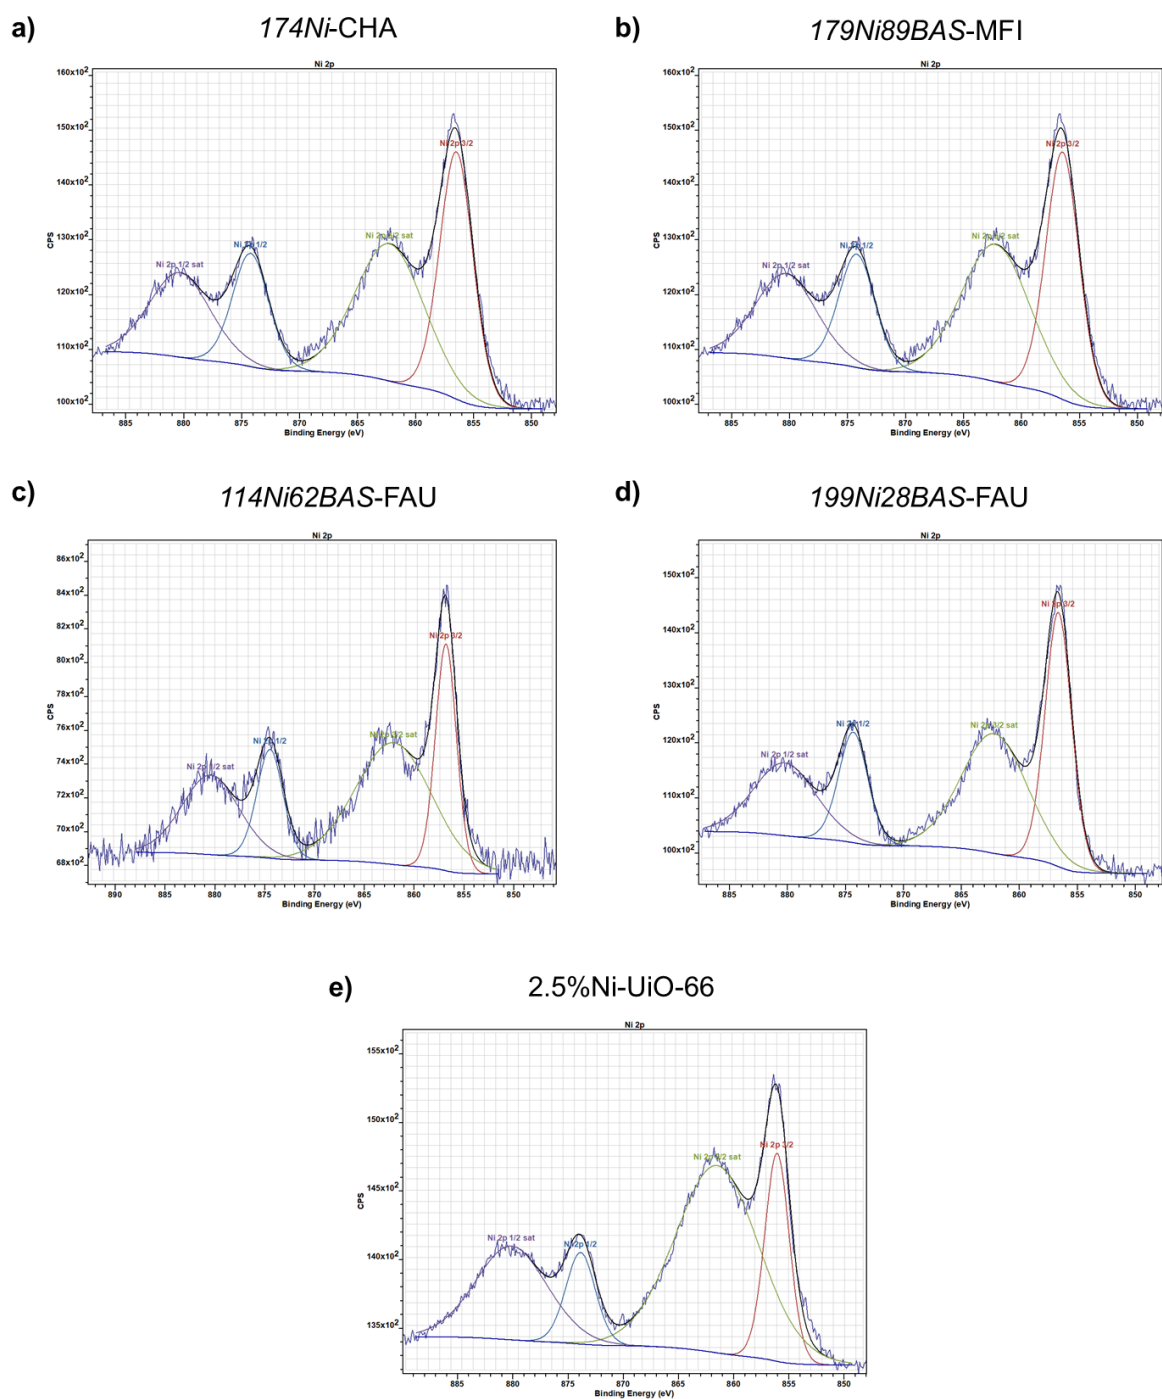 a) 174Ni-CHA
Ni 2p
160x10²
150x10²
140x10²
130x10²
120x10²
110x10²
100x10²
CPS
Ni 2p 3/2
Ni 2p 1/2
Ni 2p 1/2 sat
885 880 875 870 865 860 855 850
Binding Energy (eV)
b) 179Ni89BAS-MFI
Ni 2p
160x10²
150x10²
140x10²
130x10²
120x10²
110x10²
100x10²
CPS
Ni 2p 3/2
Ni 2p 1/2
Ni 2p 1/2 sat
885 880 875 870 865 860 855 850
Binding Energy (eV)
c) 114Ni62BAS-FAU
Ni 2p
86x10²
84x10²
82x10²
80x10²
78x10²
76x10²
74x10²
72x10²
70x10²
68x10²
CPS
Ni 2p 3/2
Ni 2p 1/2 sat
890 885 880 875 870 865 860 855 850
Binding Energy (eV)
d) 199Ni28BAS-FAU
Ni 2p
150x10²
140x10²
130x10²
120x10²
110x10²
100x10²
CPS
Ni 2p 3/2
Ni 2p 3/2 sat
Ni 2p 1/2
Ni 2p 1/2 sat
885 880 875 870 865 860 855 850
Binding Energy (eV)
e) 2.5%Ni-UiO-66
Ni 2p
155x10²
150x10²
145x10²
140x10²
135x10²
CPS
Ni 2p 3/2
Ni 2p 3/2 sat
Ni 2p 1/2
Ni 2p 1/2 sat
885 880 875 870 865 860 855 850
Binding Energy (eV)